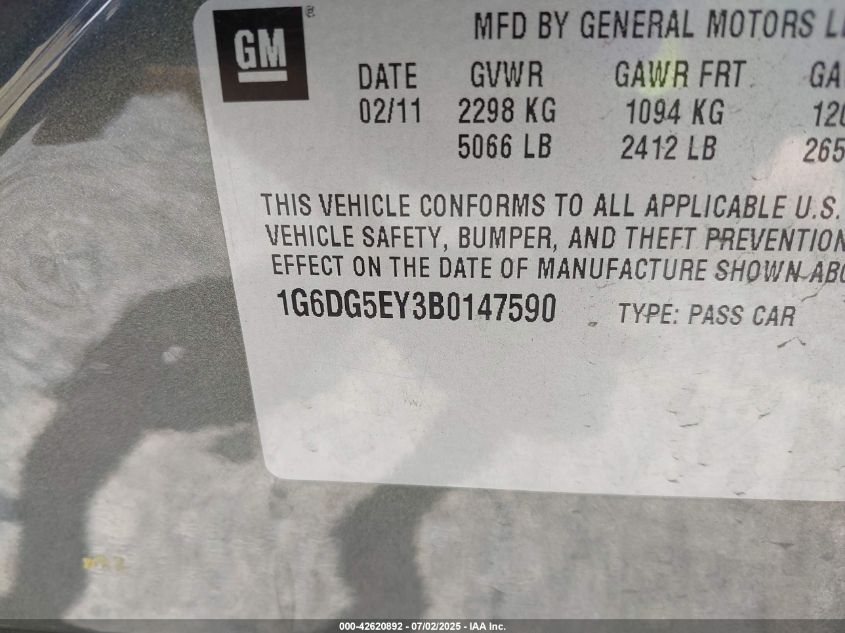 GM
®
MFD BY GENERAL MOTORS
DATE GVWR GAWR FRT
02/11 2298 KG 1094 KG
5066 LB 2412 LB
THIS VEHICLE CONFORMS TO ALL APPLICABLE U.S.
VEHICLE SAFETY, BUMPER, AND THEFT PREVENTION
EFFECT ON THE DATE OF MANUFACTURE SHOWN
1G6DG5EY3B0147590 TYPE: PASS CAR
000-42620892 - 07/02/2025 - IAA Inc.